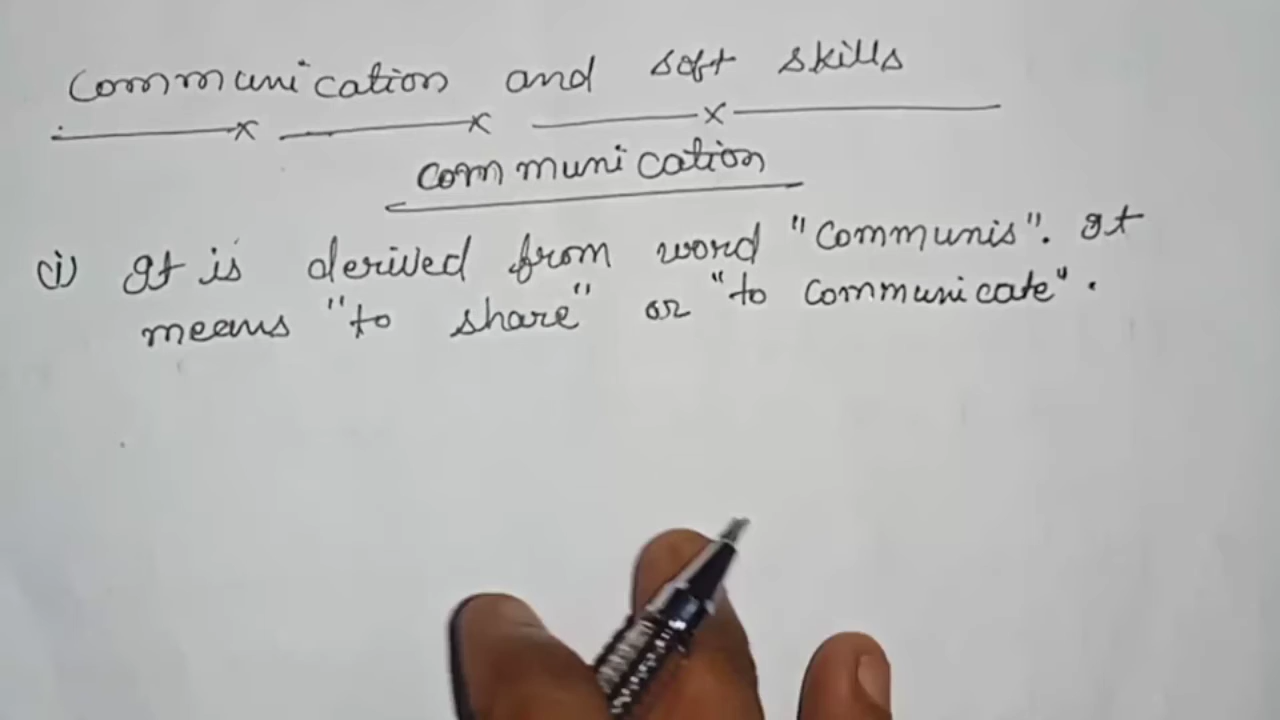 Communication and soft skills
Communication
(i) It is derived from word "Communis". It
means "to share" or "to communicate".